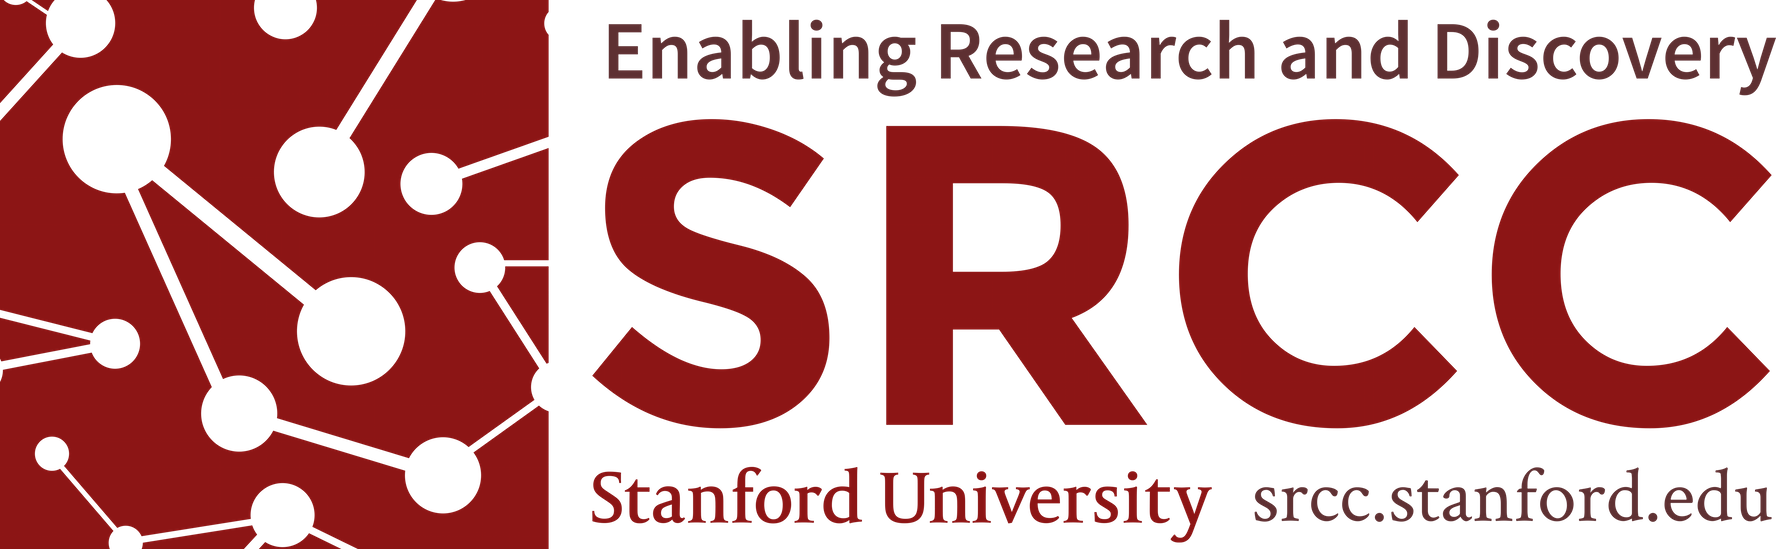 Enabling Research and Discovery
SRCC
Stanford University srcc.stanford.edu